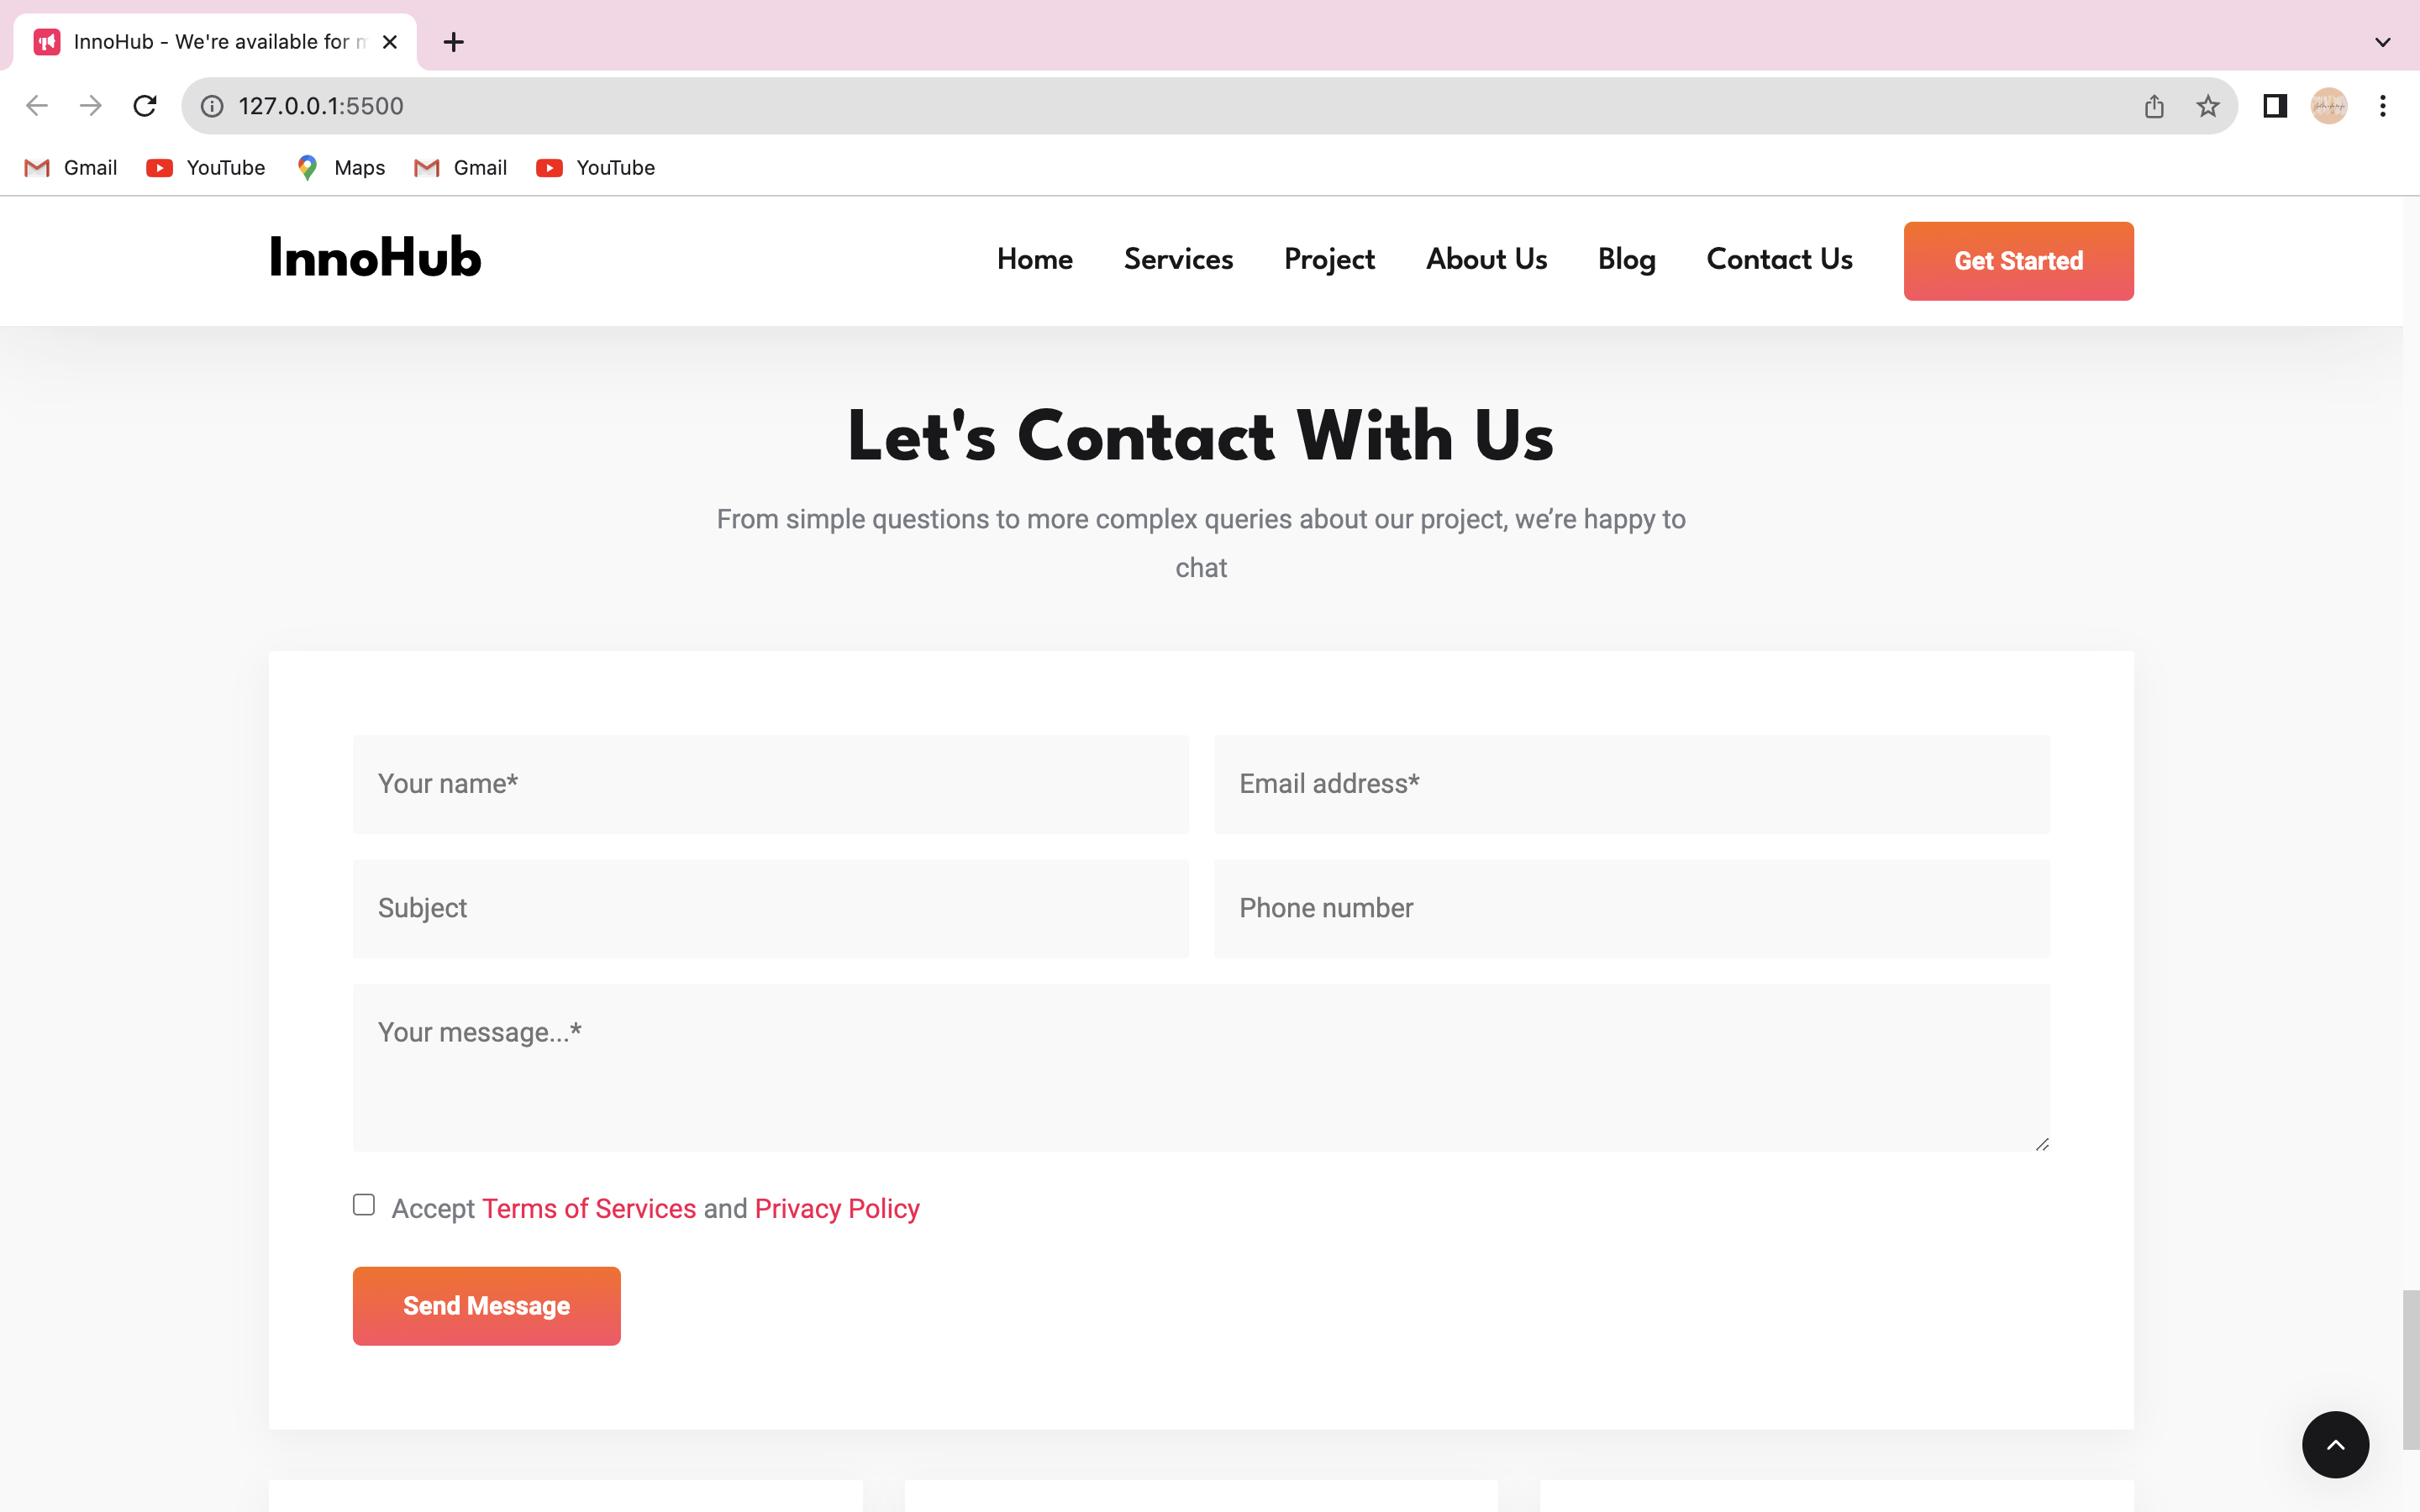 InnoHub - We're available for
127.0.0.1:5500
Gmail YouTube Maps Gmail YouTube
InnoHub Home Services Project About Us Blog Contact Us Get Started
Let's Contact With Us
From simple questions to more complex queries about our project, we’re happy to
chat
Your name* Email address*
Subject Phone number
Your message...*
Accept Terms of Services and Privacy Policy
Send Message